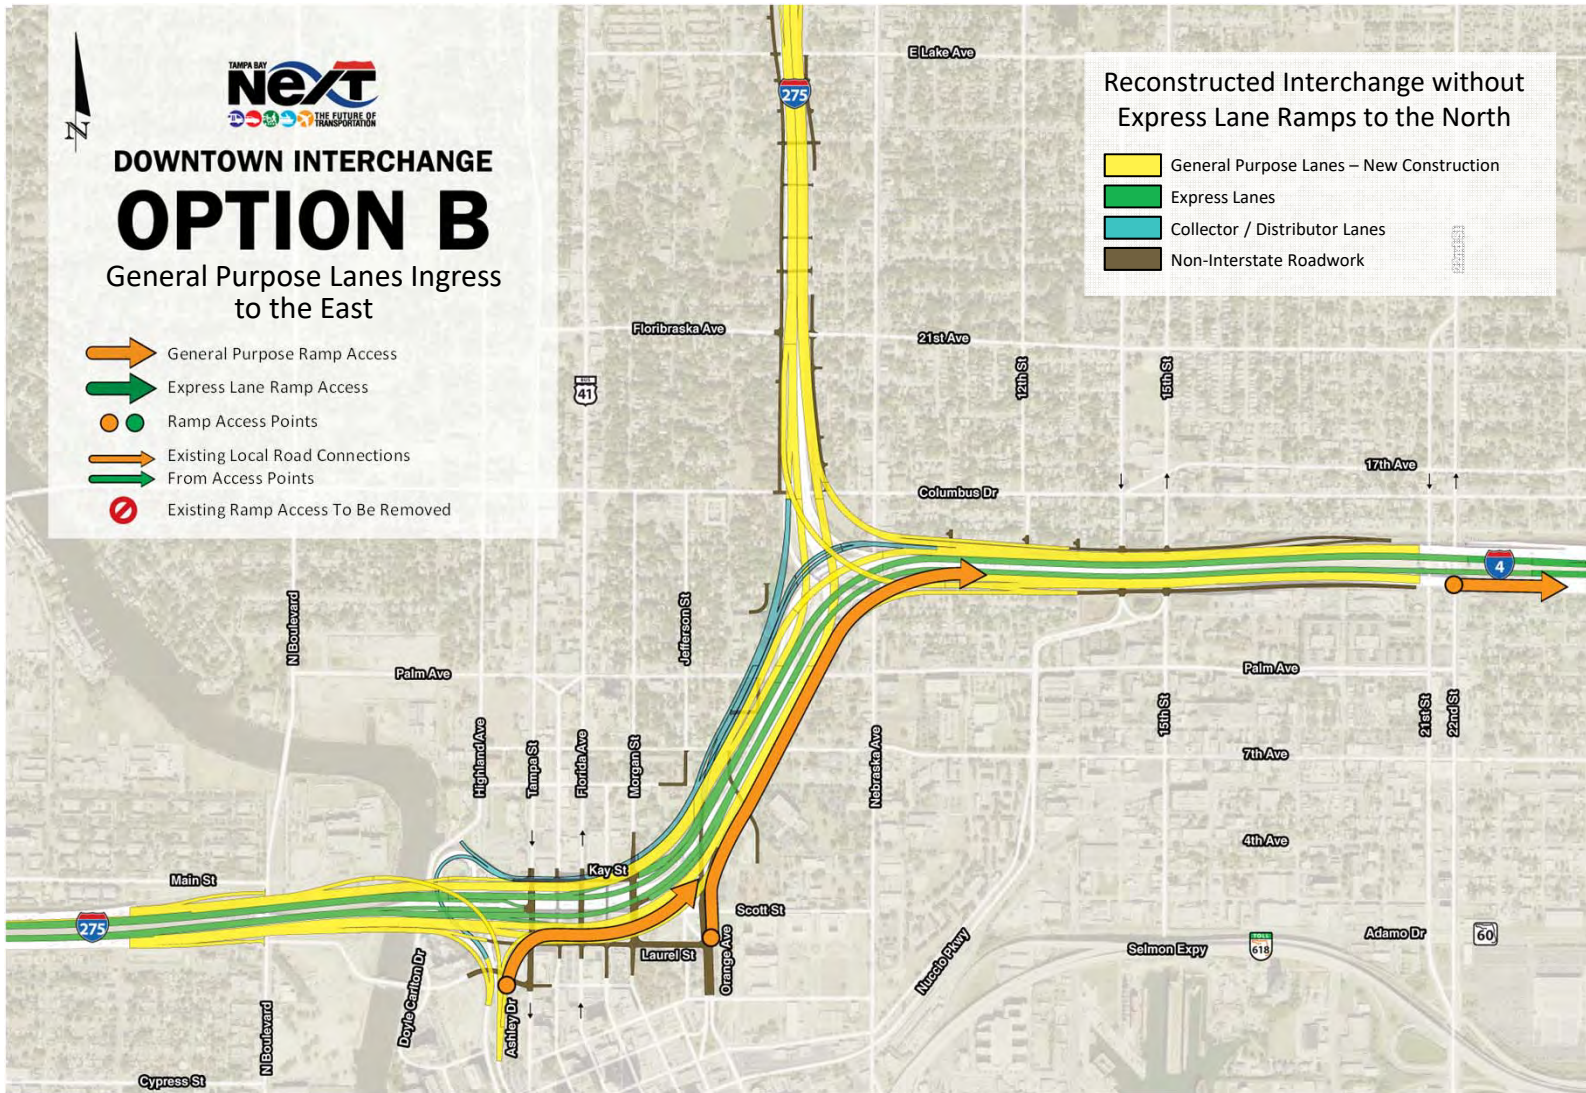 TAMPA BAY
NEXT
THE FUTURE OF
TRANSPORTATION
N
DOWNTOWN INTERCHANGE
OPTION B
General Purpose Lanes Ingress
to the East
General Purpose Ramp Access
Express Lane Ramp Access
Ramp Access Points
Existing Local Road Connections
From Access Points
Existing Ramp Access To Be Removed
Reconstructed Interchange without
Express Lane Ramps to the North
General Purpose Lanes – New Construction
Express Lanes
Collector / Distributor Lanes
Non-Interstate Roadwork
E Lake Ave
275
Floribraska Ave
21st Ave
12th St
15th St
BUS
41
17th Ave
Columbus Dr
4
N Boulevard
Jefferson St
Palm Ave
Palm Ave
Highland Ave
Tampa St
Florida Ave
Morgan St
Nebraska Ave
15th St
21st St
22nd St
7th Ave
4th Ave
Kay St
Main St
275
Scott St
Laurel St
Orange Ave
Nuccio Pkwy
Selmon Expy
TOLL
618
Adamo Dr
60
Doyle Carlton Dr
Ashley Dr
N Boulevard
Cypress St